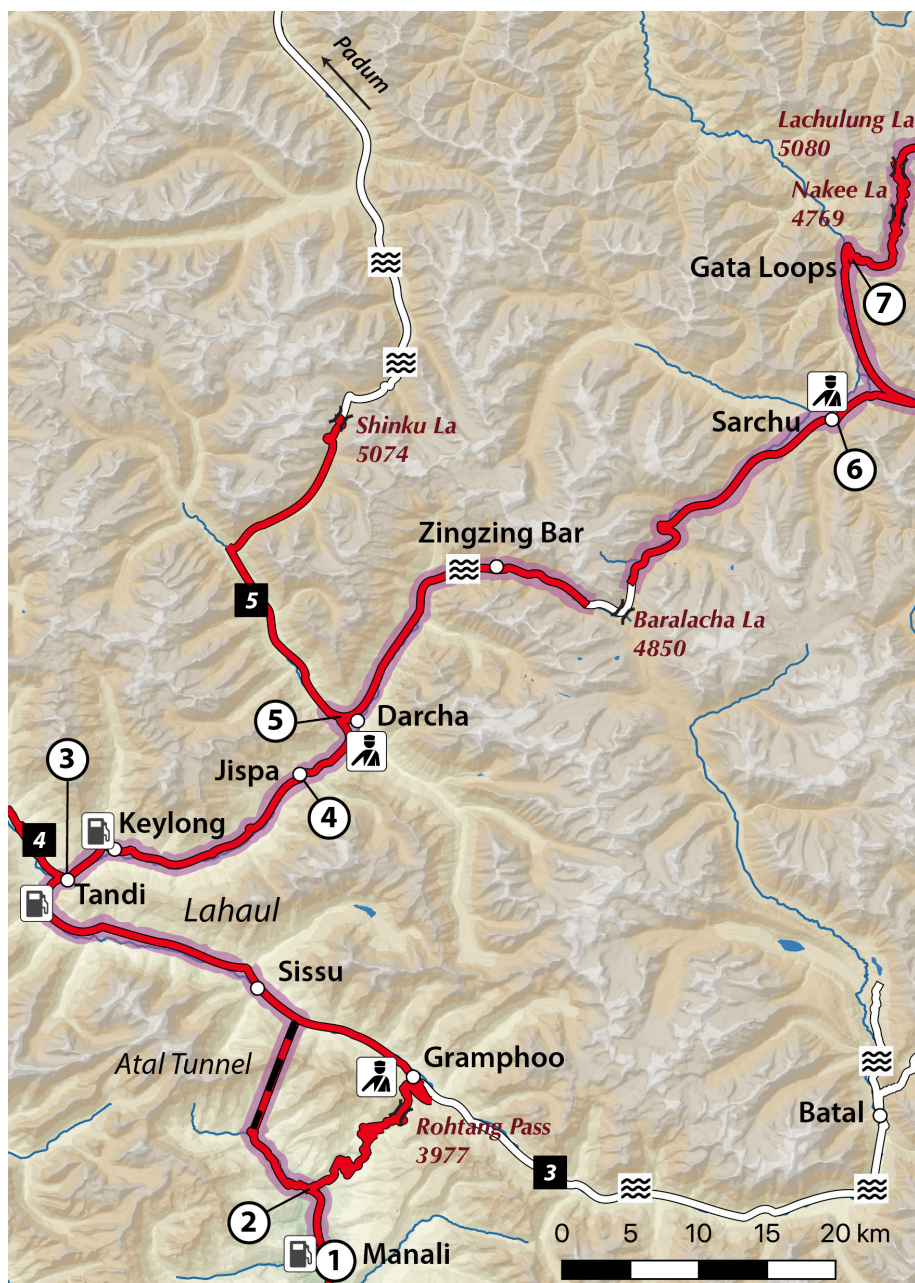 Padum
Lachulung La
5080
Nakee La
4769
Gata Loops
7
Shinku La
5074
Sarchu
6
Zingzing Bar
5
Baralacha La
4850
5
Darcha
3
Jispa
4
Keylong
4
Tandi
Lahaul
Sissu
Atal Tunnel
Gramphoo
Rohtang Pass
3977
Batal
3
2
0 5 10 15 20 km
1
Manali